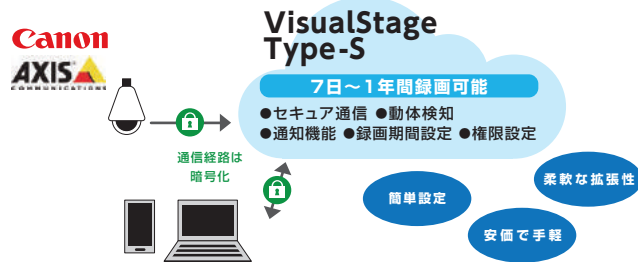 Canon
AXIS
COMMUNICATIONS
VisualStage
Type-S
7日～1年間録画可能
●セキュア通信 ●動体検知
●通知機能 ●録画期間設定 ●権限設定
通信経路は
暗号化
簡単設定
柔軟な拡張性
安価で手軽